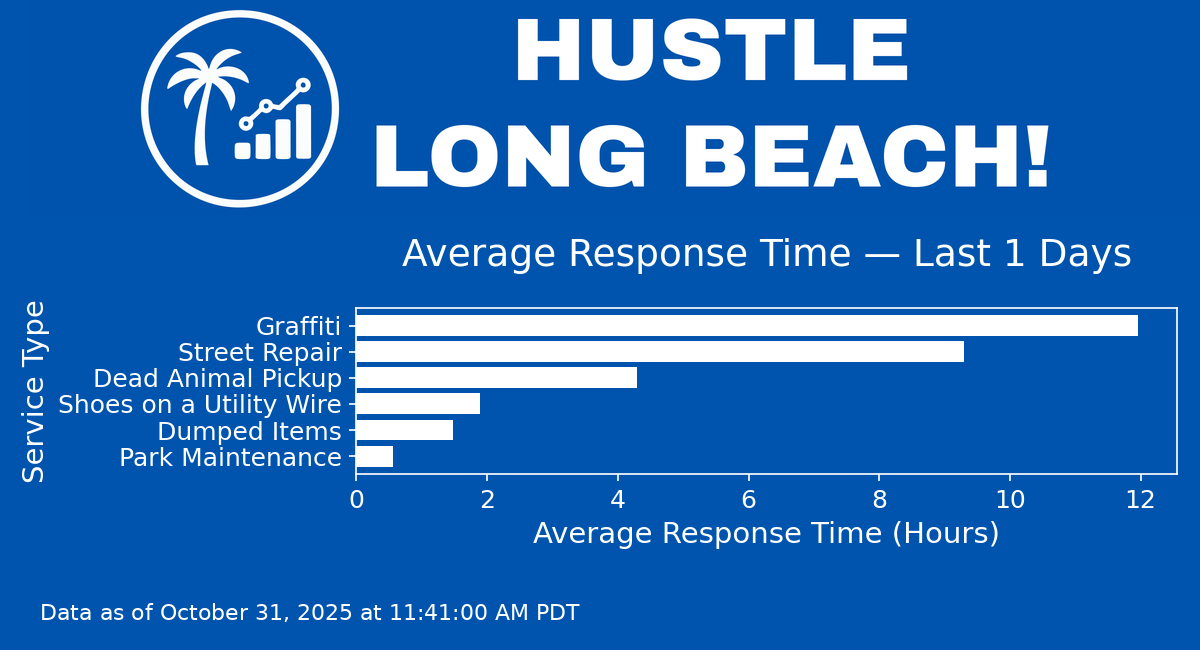 HUSTLE
LONG BEACH!
Average Response Time — Last 1 Days
Service Type
Graffiti
Street Repair
Dead Animal Pickup
Shoes on a Utility Wire
Dumped Items
Park Maintenance
0 2 4 6 8 10 12
Average Response Time (Hours)
Data as of October 31, 2025 at 11:41:00 AM PDT